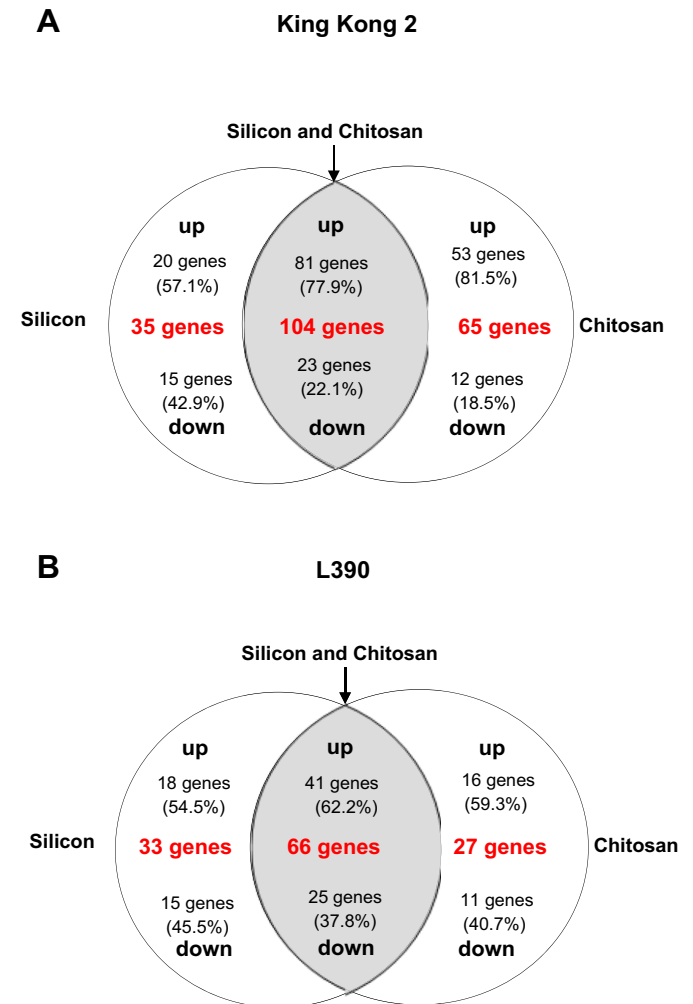 A
King Kong 2
Silicon and Chitosan
up
up
up
20 genes
(57.1%)
81 genes
(77.9%)
53 genes
(81.5%)
Silicon
35 genes
104 genes
65 genes
Chitosan
15 genes
(42.9%)
down
23 genes
(22.1%)
down
12 genes
(18.5%)
down
B
L390
Silicon and Chitosan
up
up
up
18 genes
(54.5%)
41 genes
(62.2%)
16 genes
(59.3%)
Silicon
33 genes
66 genes
27 genes
Chitosan
15 genes
(45.5%)
down
25 genes
(37.8%)
down
11 genes
(40.7%)
down